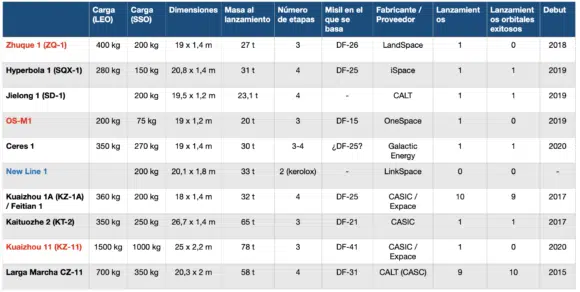 Carga (LEO) | Carga (SSO) | Dimensiones | Masa al lanzamiento | Número de etapas | Misil en el que se basa | Fabricante / Proveedor | Lanzamientos | Lanzamientos orbitales exitosos | Debut
Zhuque 1 (ZQ-1) | 400 kg | 200 kg | 19 x 1,4 m | 27 t | 3 | DF-26 | LandSpace | 1 | 0 | 2018
Hyperbola 1 (SQX-1) | 280 kg | 150 kg | 20,8 x 1,4 m | 31 t | 4 | DF-25 | iSpace | 1 | 1 | 2019
Jielong 1 (SD-1) | 200 kg | 19,5 x 1,2 m | 23,1 t | 4 | - | CALT | 1 | 1 | 2019
OS-M1 | 200 kg | 75 kg | 19 x 1,2 m | 20 t | 3 | DF-15 | OneSpace | 1 | 0 | 2019
Ceres 1 | 350 kg | 270 kg | 19 x 1,4 m | 30 t | 3-4 | ¿DF-25? | Galactic Energy | 1 | 1 | 2020
New Line 1 | 200 kg | 20,1 x 1,8 m | 33 t | 2 (kerolox) | - | LinkSpace | 0 | 0 | -
Kuaizhou 1A (KZ-1A) / Feitian 1 | 360 kg | 200 kg | 18 x 1,4 m | 32 t | 4 | DF-25 | CASIC / Expace | 10 | 9 | 2017
Kaituozhe 2 (KT-2) | 350 kg | 250 kg | 26,7 x 1,4 m | 65 t | 3 | DF-21 | CASIC | 1 | 1 | 2017
Kuaizhou 11 (KZ-11) | 1500 kg | 1000 kg | 25 x 2,2 m | 78 t | 3 | DF-41 | CASIC / Expace | 1 | 0 | 2020
Larga Marcha CZ-11 | 700 kg | 350 kg | 20,3 x 2 m | 58 t | 4 | DF-31 | CALT (CASC) | 9 | 10 | 2015